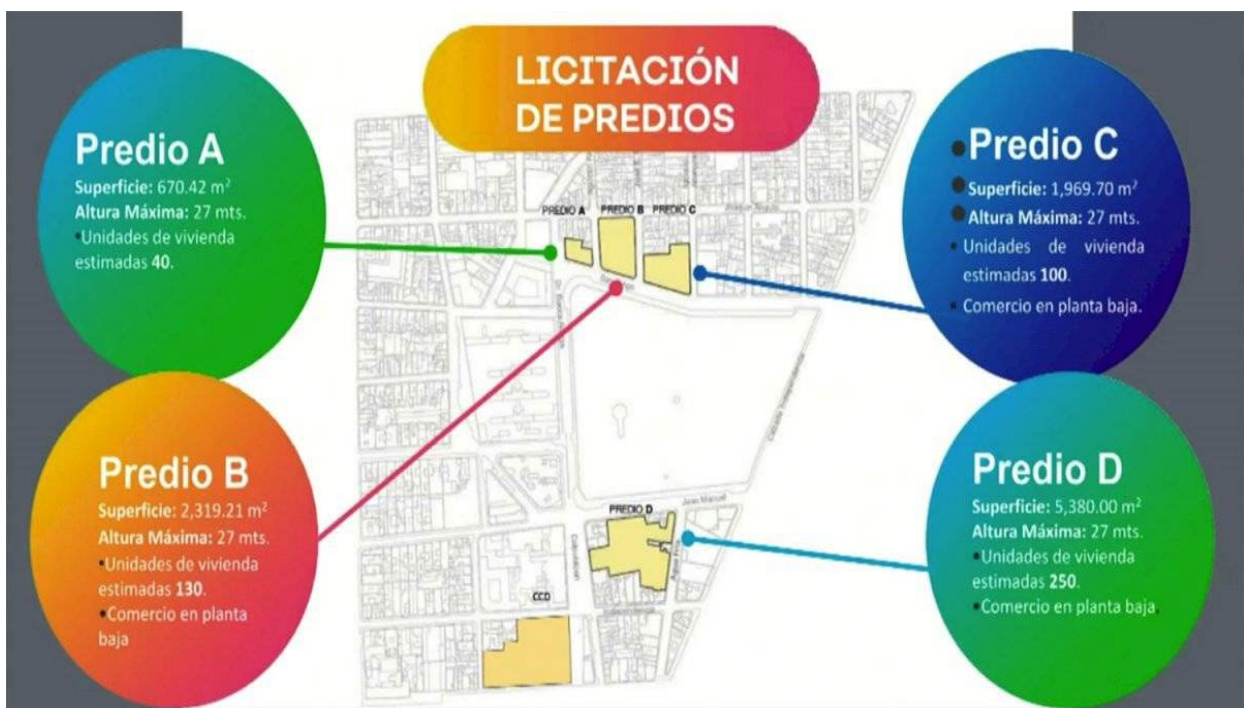 LICITACIÓN
DE PREDIOS
Predio A
Superficie: 670.42 m²
Altura Máxima: 27 mts.
•Unidades de vivienda
estimadas 40.
Predio B
Superficie: 2,319.21 m²
Altura Máxima: 27 mts.
•Unidades de vivienda
estimadas 130.
•Comercio en planta
baja
•Predio C
•Superficie: 1,969.70 m²
•Altura Máxima: 27 mts.
• Unidades de vivienda
estimadas 100.
• Comercio en planta baja.
Predio D
Superficie: 5,380.00 m²
Altura Máxima: 27 mts.
•Unidades de vivienda
estimadas 250.
•Comercio en planta baja.
PREDIO A
PREDIO B
PREDIO C
PREDIO D
Juan Manuel
CCD